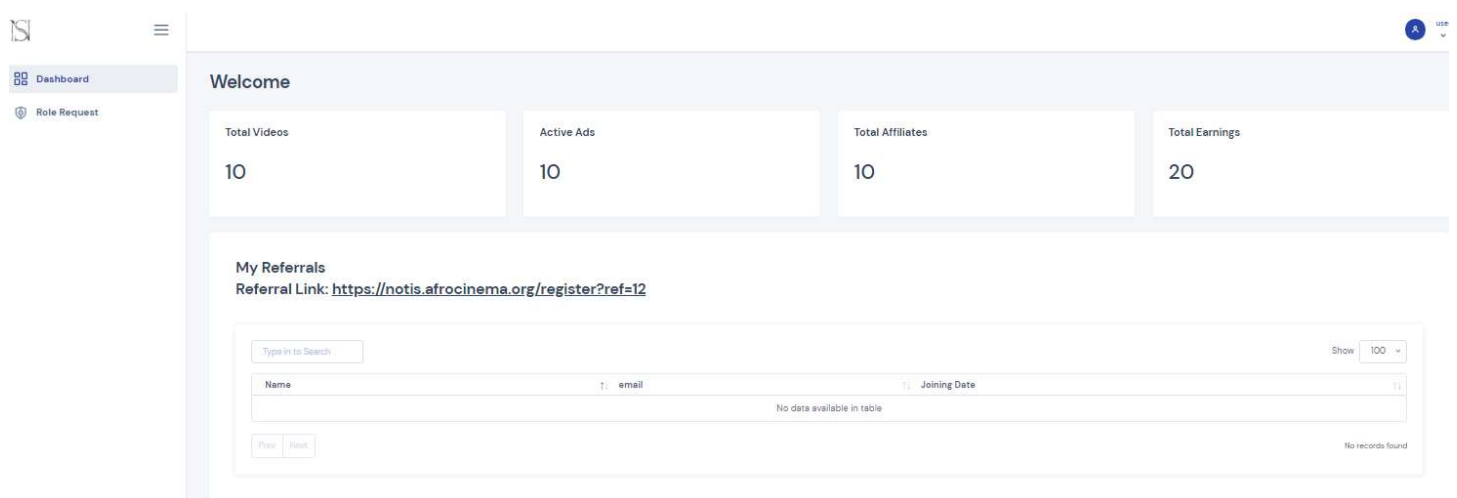 Dashboard
Role Request
Welcome
Total Videos
10
Active Ads
10
Total Affiliates
10
Total Earnings
20
My Referrals
Referral Link: https://notis.afrocinema.org/register?ref=12
Type in to Search
Show 100
Name email Joining Date
No data available in table
Prev Next
No records found